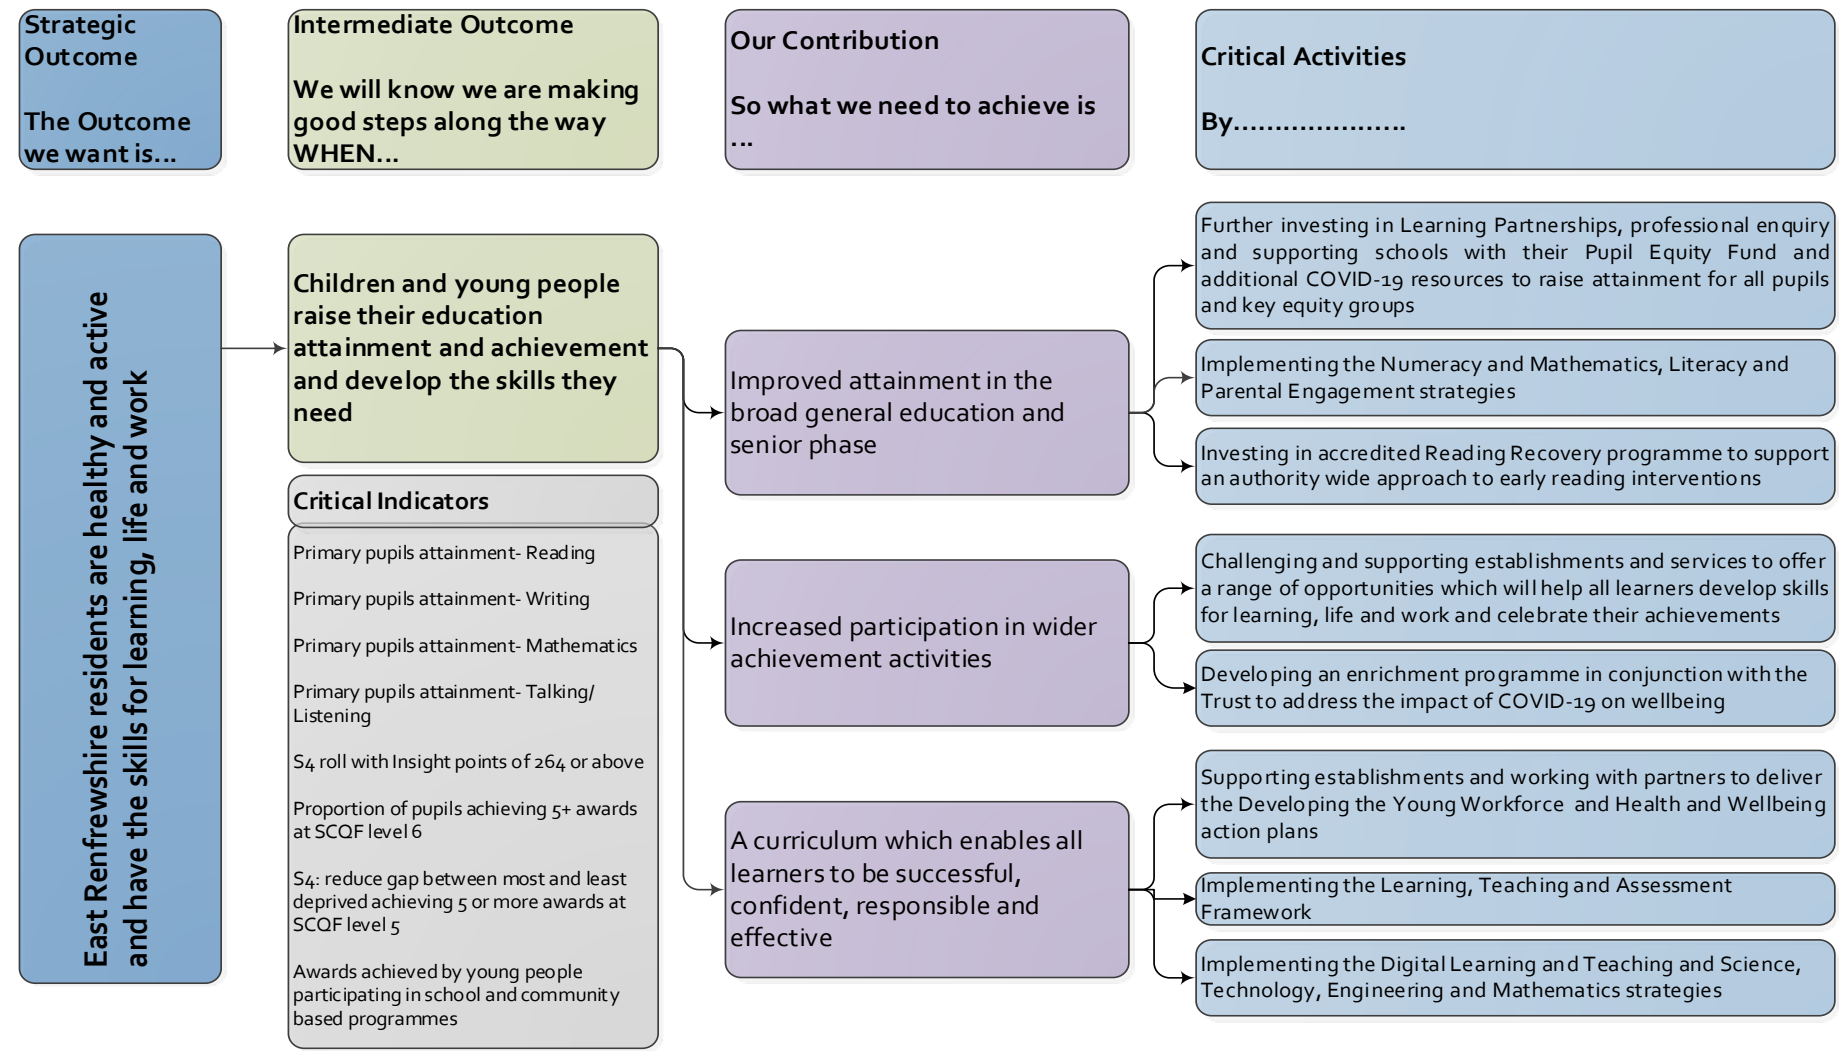 Strategic
Outcome
The Outcome
we want is...
Intermediate Outcome
We will know we are making
good steps along the way
WHEN...
Our Contribution
So what we need to achieve is
...
Critical Activities
By.....................
East Renfrewshire residents are healthy and active
and have the skills for learning, life and work
Children and young people
raise their education
attainment and achievement
and develop the skills they
need
Critical Indicators
Primary pupils attainment- Reading
Primary pupils attainment- Writing
Primary pupils attainment- Mathematics
Primary pupils attainment- Talking/
Listening
S4 roll with Insight points of 264 or above
Proportion of pupils achieving 5+ awards
at SCQF level 6
S4: reduce gap between most and least
deprived achieving 5 or more awards at
SCQF level 5
Awards achieved by young people
participating in school and community
based programmes
Improved attainment in the
broad general education and
senior phase
Increased participation in wider
achievement activities
A curriculum which enables all
learners to be successful,
confident, responsible and
effective
Further investing in Learning Partnerships, professional enquiry
and supporting schools with their Pupil Equity Fund and
additional COVID-19 resources to raise attainment for all pupils
and key equity groups
Implementing the Numeracy and Mathematics, Literacy and
Parental Engagement strategies
Investing in accredited Reading Recovery programme to support
an authority wide approach to early reading interventions
Challenging and supporting establishments and services to offer
a range of opportunities which will help all learners develop skills
for learning, life and work and celebrate their achievements
Developing an enrichment programme in conjunction with the
Trust to address the impact of COVID-19 on wellbeing
Supporting establishments and working with partners to deliver
the Developing the Young Workforce and Health and Wellbeing
action plans
Implementing the Learning, Teaching and Assessment
Framework
Implementing the Digital Learning and Teaching and Science,
Technology, Engineering and Mathematics strategies